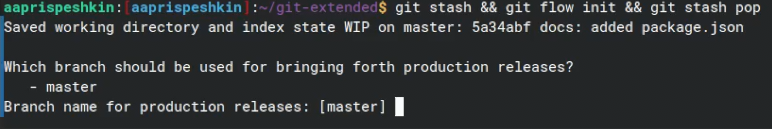 aaprispeshkin:[aaprispeshkin]:~/git-extended$ git stash && git flow init && git stash pop
Saved working directory and index state WIP on master: 5a34abf docs: added package.json
Which branch should be used for bringing forth production releases?
- master
Branch name for production releases: [master]